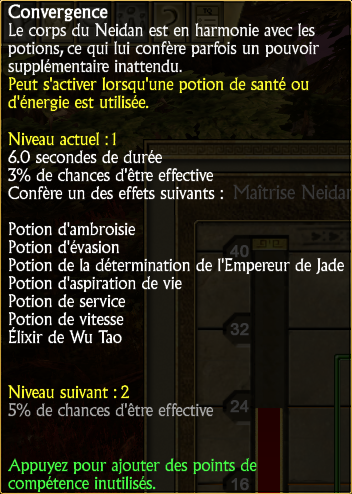 Convergence
Le corps du Neidan est en harmonie avec les
potions, ce qui lui confère parfois un pouvoir
supplémentaire inattendu.
Peut s'activer lorsqu'une potion de santé ou
d'énergie est utilisée.
Niveau actuel : 1
6.0 secondes de durée
3% de chances d'être effective
Confère un des effets suivants :
Maîtrise Neidan
Potion d'ambroisie
Potion d'évasion
40
Potion de la détermination de l'Empereur de Jade
Potion d'aspiration de vie
Potion de service
Potion de vitesse
32
Élixir de Wu Tao
Niveau suivant : 2
5% de chances d'être effective
24
Appuyez pour ajouter des points de
compétence inutilisés.
16